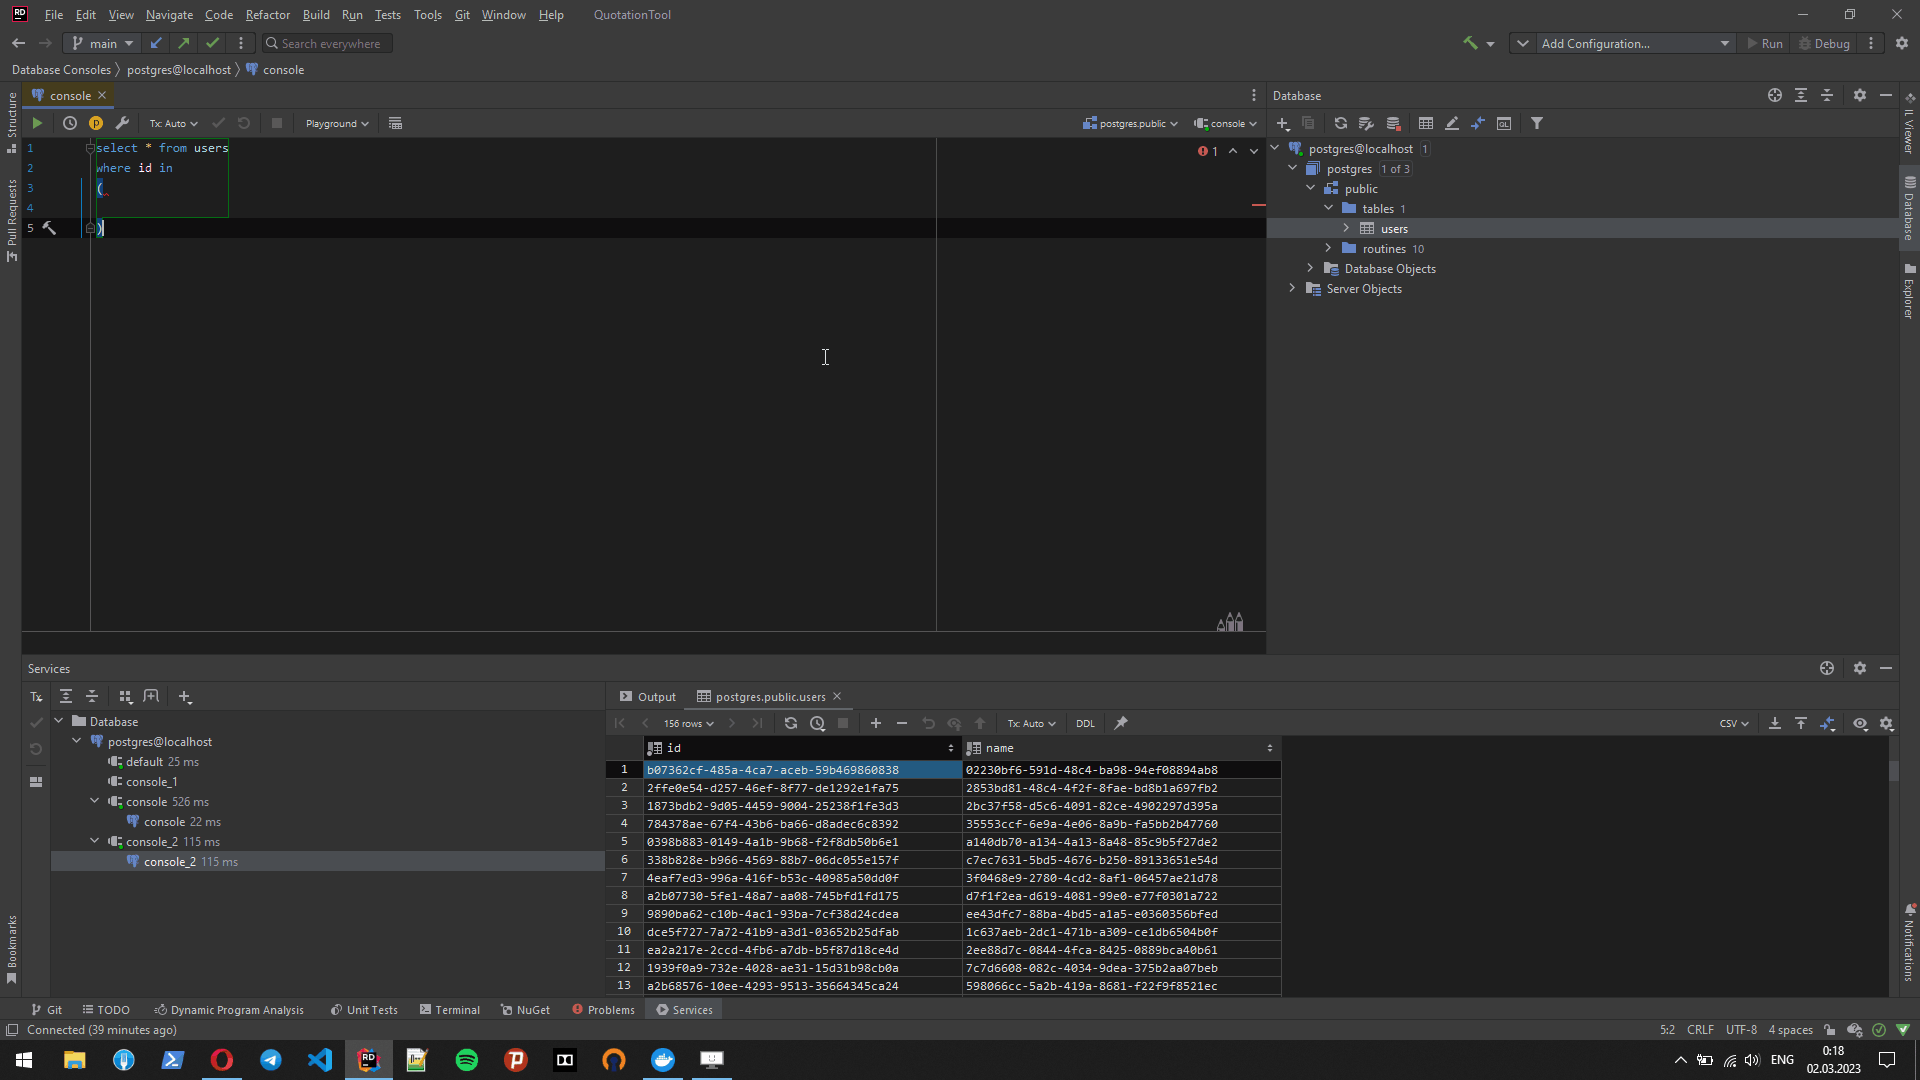 RD File Edit View Navigate Code Refactor Build Run Tests Tools Git Window Help QuotationTool
main Search everywhere Add Configuration... Run Debug
Database Consoles postgres@localhost console
console
Tx: Auto Playground postgres.public console
1 select * from users
2 where id in
3 (
4
5 )
1
Structure
Pull Requests
Bookmarks
Database
postgres@localhost 1
postgres 1 of 3
public
tables 1
users
routines 10
Database Objects
Server Objects
IL Viewer
Database
Explorer
Notifications
Services
Tx
Database
postgres@localhost
default 25 ms
console_1
console 526 ms
console 22 ms
console_2 115 ms
console_2 115 ms
Output postgres.public.users
156 rows Tx: Auto DDL CSV
id name
1 b07362cf-485a-4ca7-aceb-59b469860838 02230bf6-591d-48c4-ba98-94ef08894ab8
2 2ffe0e54-d257-46ef-8f77-de1292e1fa75 2853bd81-48c4-4f2f-8fae-bd8b1a697fb2
3 1873bdb2-9d05-4459-9004-25238f1fe3d3 2bc37f58-d5c6-4091-82ce-4902297d395a
4 784378ae-67f4-43b6-ba66-d8adec6c8392 35553ccf-6e9a-4e06-8a9b-fa5bb2b47760
5 0398b883-0149-4a1b-9b68-f2f8db50b6e1 a140db70-a134-4a13-8a48-85c9b5f27de2
6 338b828e-b966-4569-88b7-06dc055e157f c7ec7631-5bd5-4676-b250-89133651e54d
7 4eaf7ed3-996a-416f-b53c-40985a50dd0f 3f0468e9-2780-4cd2-8af1-06457ae21d78
8 a2b07730-5fe1-48a7-aa08-745bfd1fd175 d7f1f2ea-d619-4081-99e0-e77f0301a722
9 9890ba62-c10b-4ac1-93ba-7cf38d24cdea ee43dfc7-88ba-4bd5-a1a5-e0360356bfed
10 dce5f727-7a72-41b9-a3d1-03652b25dfab 1c637aeb-2dc1-471b-a309-ce1db6504b0f
11 ea2a217e-2ccd-4fb6-a7db-b5f87d18ce4d 2ee88d7c-0844-4fca-8425-0889bca40b61
12 1939f0a9-732e-4028-ae31-15d31b98cb0a 7c7d6608-082c-4034-9dea-375b2aa07beb
13 a2b68576-10ee-4293-9513-35664345ca24 598066cc-5a2b-419a-8681-f22f9f8521ec
Git TODO Dynamic Program Analysis Unit Tests Terminal NuGet Problems Services
Connected (39 minutes ago) 5:2 CRLF UTF-8 4 spaces
RD ENG 0:18
02.03.2023